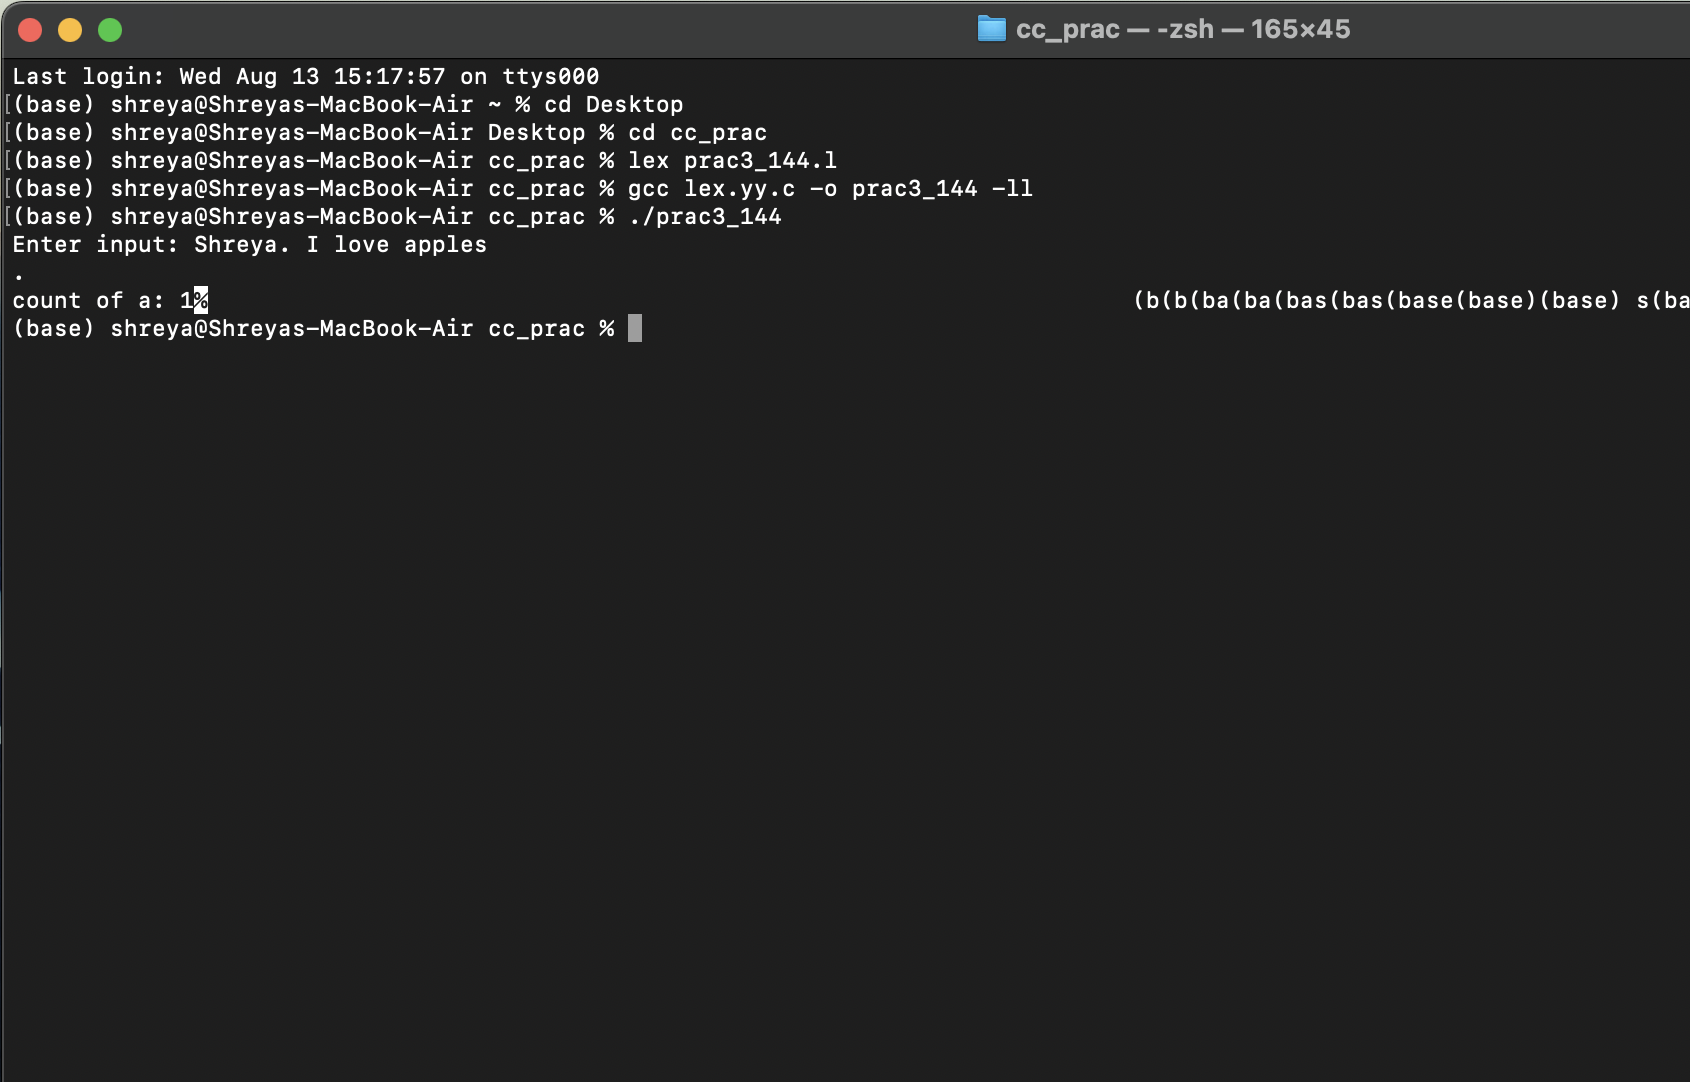 cc_prac — -zsh — 165×45
Last login: Wed Aug 13 15:17:57 on ttys000
[(base) shreya@Shreyas-MacBook-Air ~ % cd Desktop
[(base) shreya@Shreyas-MacBook-Air Desktop % cd cc_prac
[(base) shreya@Shreyas-MacBook-Air cc_prac % lex prac3_144.l
[(base) shreya@Shreyas-MacBook-Air cc_prac % gcc lex.yy.c -o prac3_144 -ll
[(base) shreya@Shreyas-MacBook-Air cc_prac % ./prac3_144
Enter input: Shreya. I love apples
.
count of a: 1% (b(b(ba(ba(bas(bas(base(base)(base) s(ba
(base) shreya@Shreyas-MacBook-Air cc_prac %